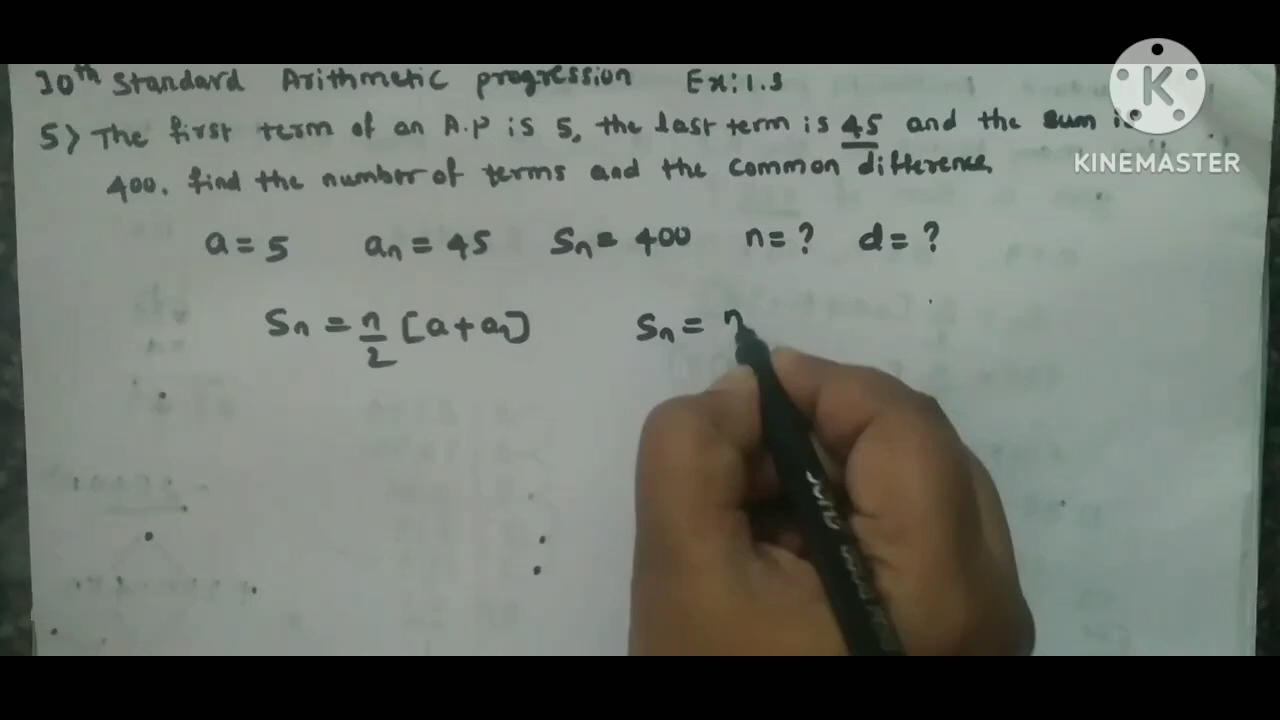 10th Standard Arithmetic progression Ex:1.3
5) The first term of an A.P is 5, the last term is 45 and the sum is
400. find the number of terms and the common difference.
a = 5 aₙ = 45 Sₙ = 400 n = ? d = ?
Sₙ = n/2 [a + aₙ] Sₙ = n
K
KINEMASTER